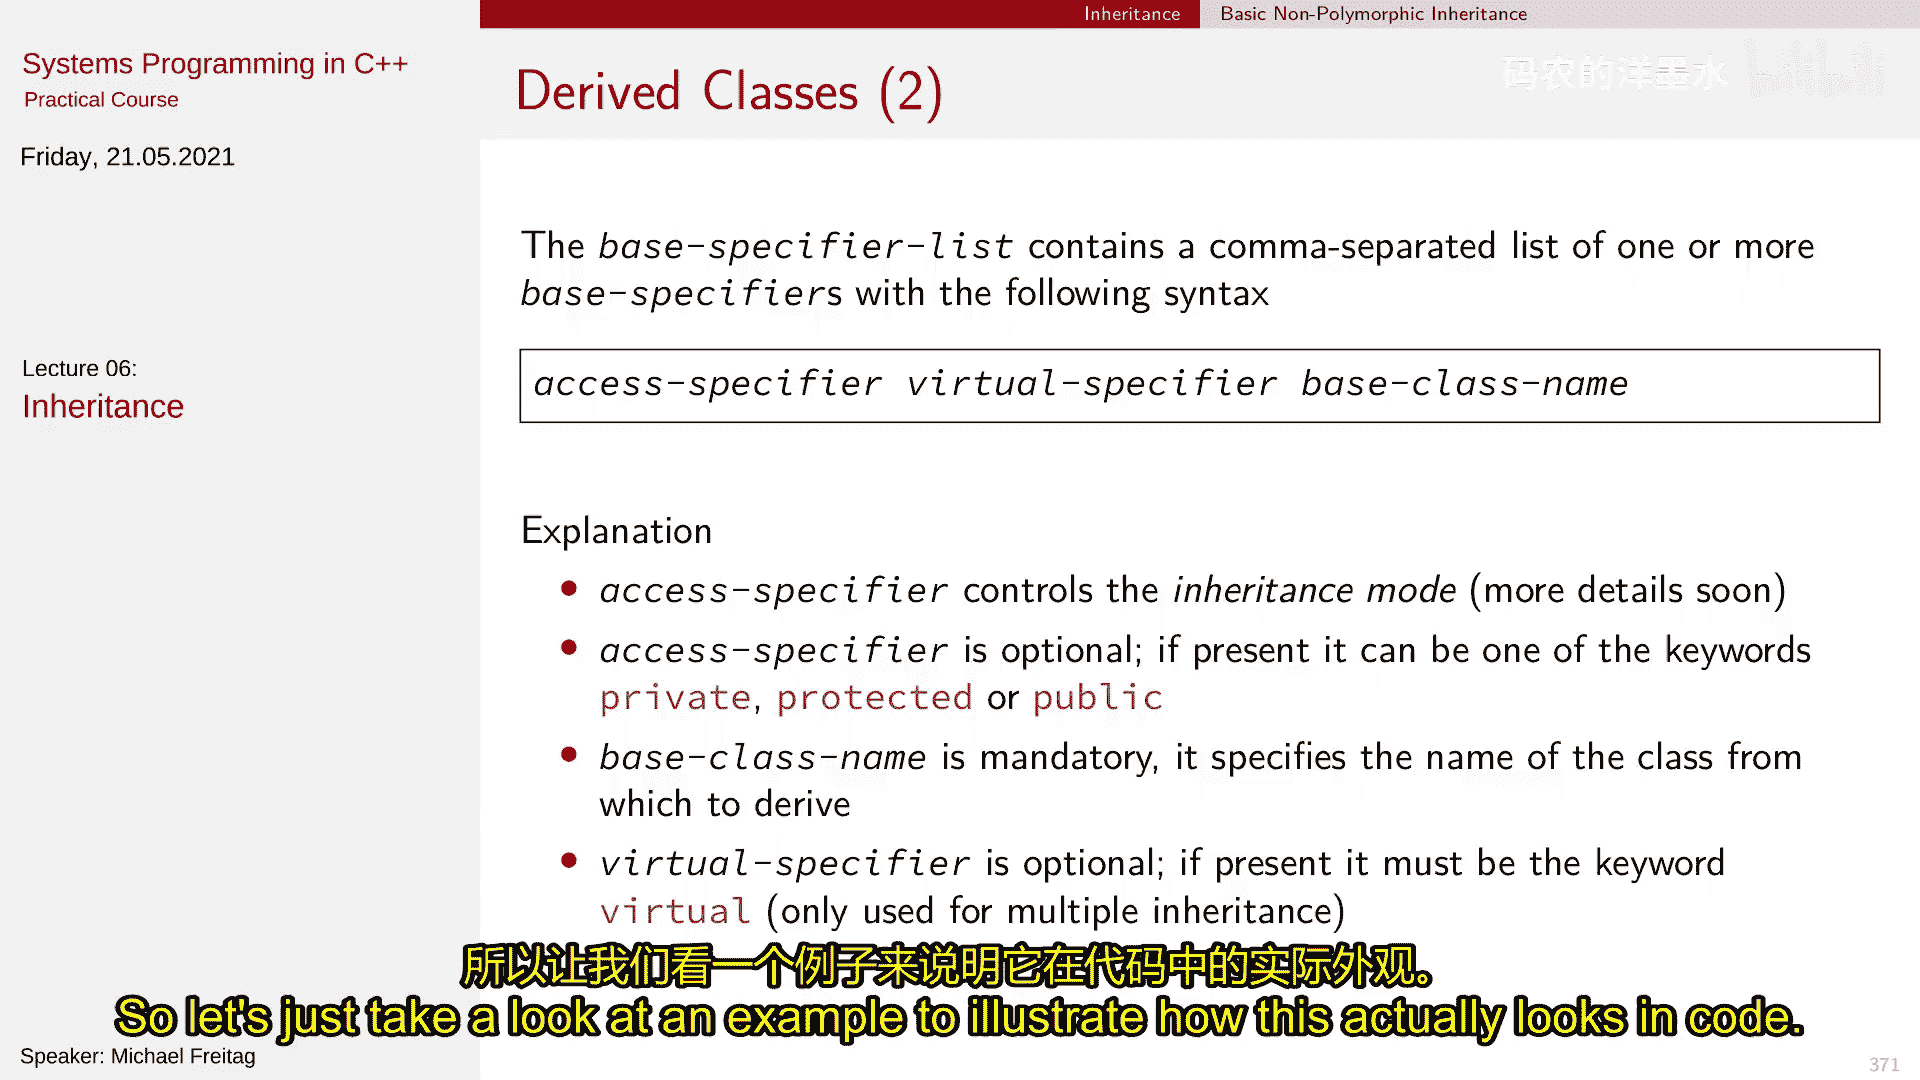 Inheritance
Basic Non-Polymorphic Inheritance
Systems Programming in C++
Practical Course
Friday, 21.05.2021
Lecture 06:
Inheritance
Derived Classes (2)
码农的洋墨水 bilibili
The base-specifier-list contains a comma-separated list of one or more
base-specifiers with the following syntax
access-specifier virtual-specifier base-class-name
Explanation
• access-specifier controls the inheritance mode (more details soon)
• access-specifier is optional; if present it can be one of the keywords
private, protected or public
• base-class-name is mandatory, it specifies the name of the class from
which to derive
• virtual-specifier is optional; if present it must be the keyword
virtual (only used for multiple inheritance)
所以让我们看一个例子来说明它在代码中的实际外观。
So let's just take a look at an example to illustrate how this actually looks in code.
Speaker: Michael Freitag
371